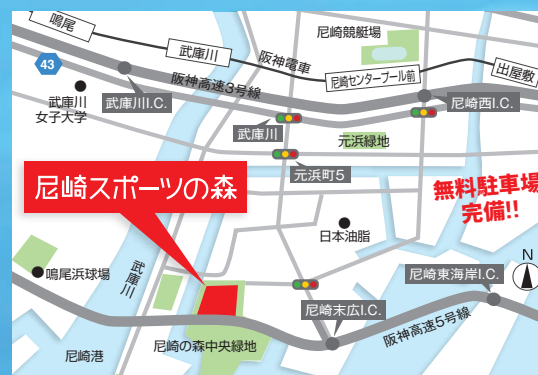 鳴尾
武庫川
阪神電車
尼崎競艇場
尼崎センタープール前
出屋敷
43
阪神高速3号線
武庫川
女子大学
武庫川I.C.
尼崎西I.C.
武庫川
元浜緑地
元浜町5
尼崎スポーツの森
無料駐車場
完備!!
日本油脂
N
鳴尾浜球場
武庫川
尼崎東海岸I.C.
尼崎末広I.C.
阪神高速5号線
尼崎港
尼崎の森中央緑地